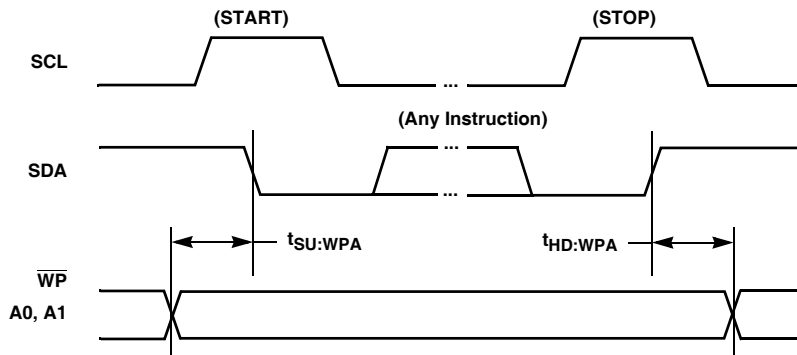 (START)
(STOP)
SCL
...
(Any Instruction)
...
SDA
...
tSU:WPA
tHD:WPA
WP
A0, A1